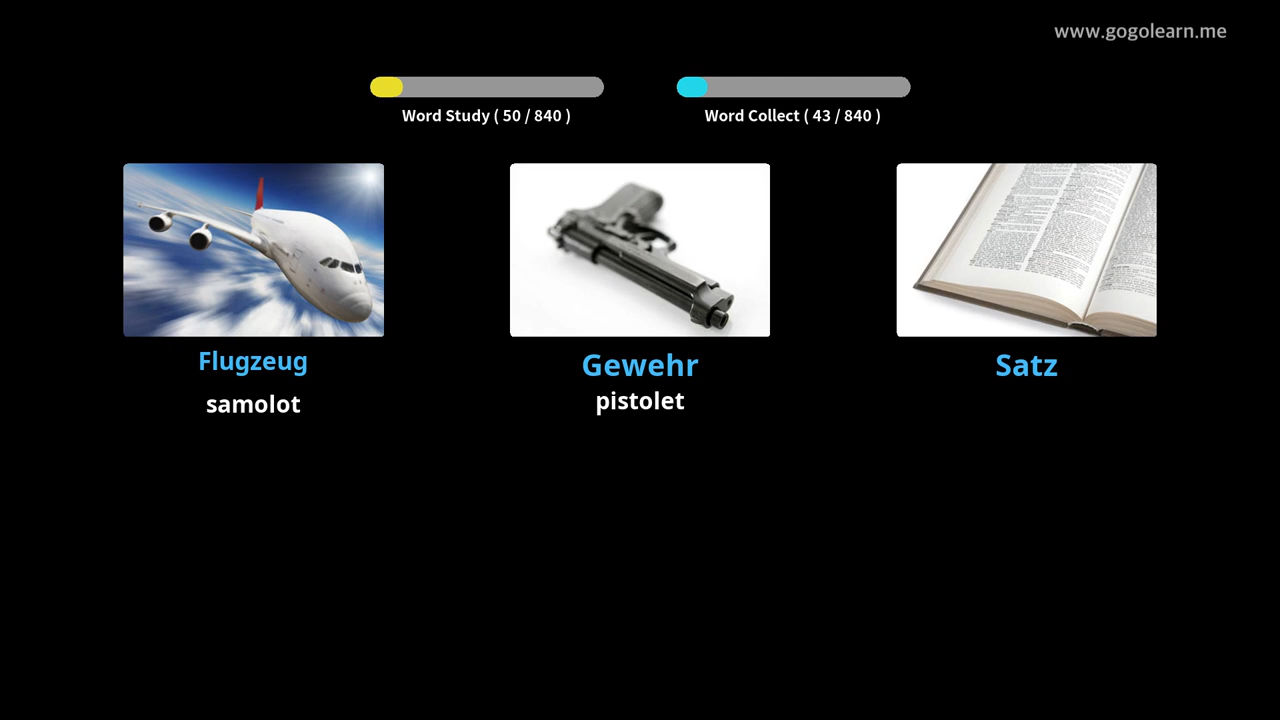 www.gogolearn.me
Word Study ( 50 / 840 )
Word Collect ( 43 / 840 )
Flugzeug
samolot
Gewehr
pistolet
Satz